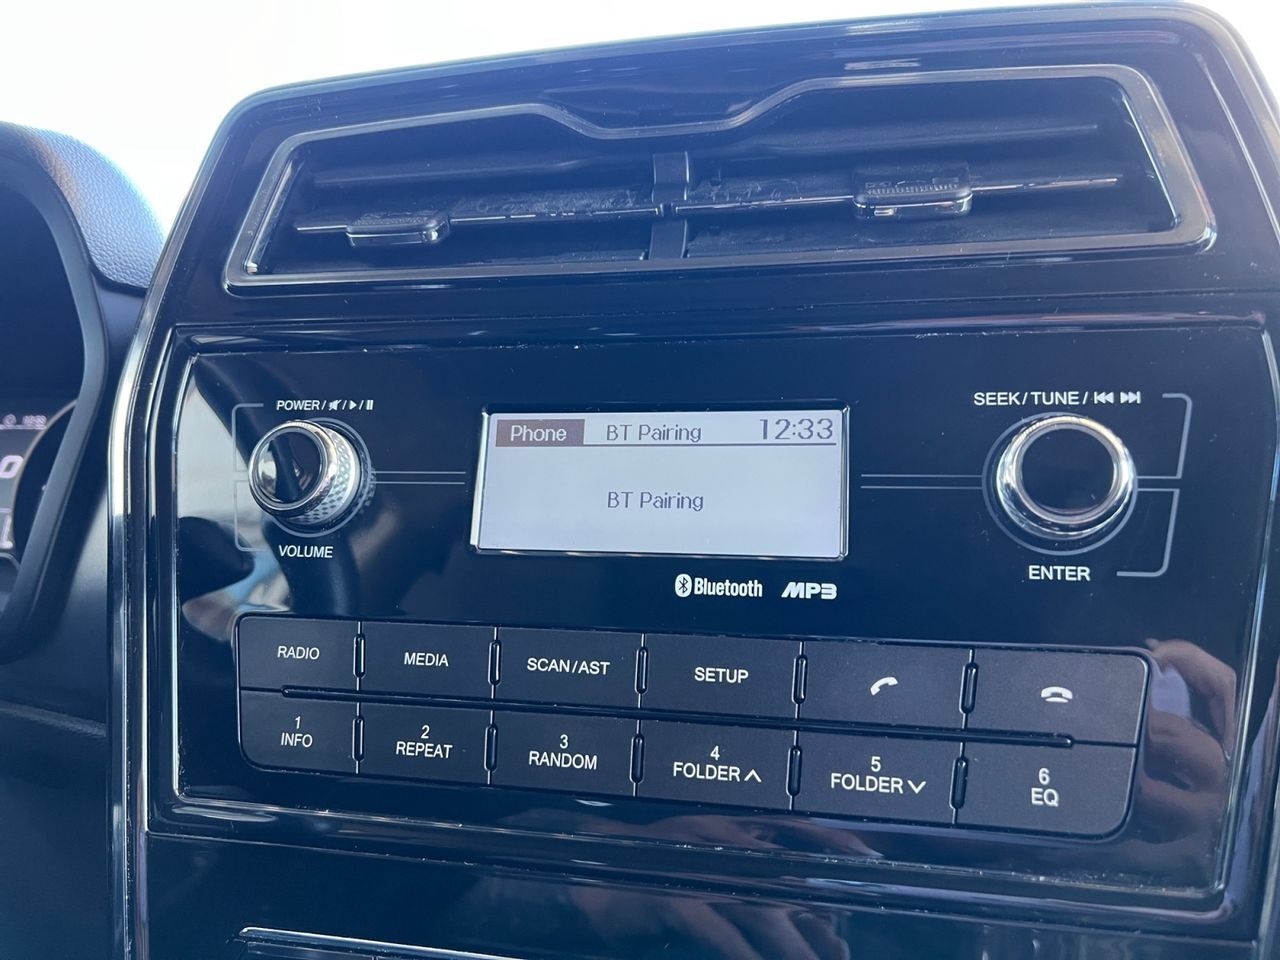 POWER/ / /
SEEK/TUNE/
Phone BT Pairing 12:33
BT Pairing
VOLUME
ENTER
Bluetooth MP3
RADIO
MEDIA
SCAN/AST
SETUP
1
INFO
2
REPEAT
3
RANDOM
4
FOLDER
5
FOLDER
6
EQ